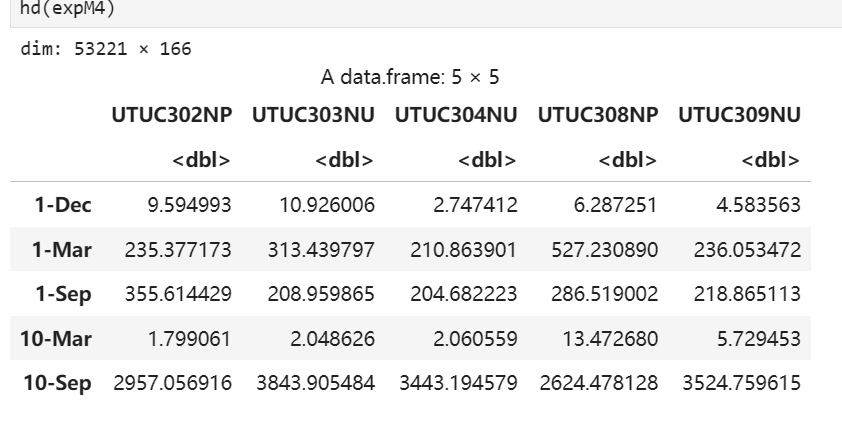 hd(expM4)
dim: 53221 × 166
A data.frame: 5 × 5
UTUC302NP UTUC303NU UTUC304NU UTUC308NP UTUC309NU
<dbl> <dbl> <dbl> <dbl> <dbl>
1-Dec 9.594993 10.926006 2.747412 6.287251 4.583563
1-Mar 235.377173 313.439797 210.863901 527.230890 236.053472
1-Sep 355.614429 208.959865 204.682223 286.519002 218.865113
10-Mar 1.799061 2.048626 2.060559 13.472680 5.729453
10-Sep 2957.056916 3843.905484 3443.194579 2624.478128 3524.759615